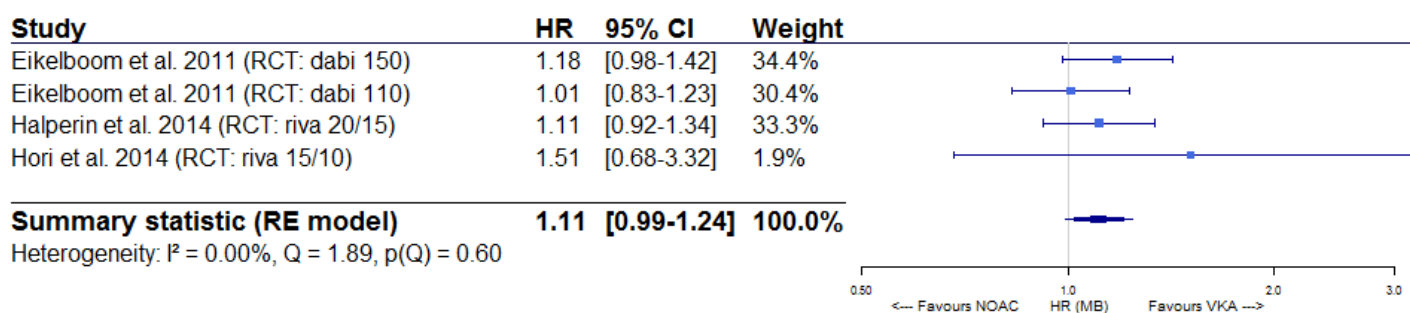 Study HR 95% CI Weight
Eikelboom et al. 2011 (RCT: dabi 150) 1.18 [0.98-1.42] 34.4%
Eikelboom et al. 2011 (RCT: dabi 110) 1.01 [0.83-1.23] 30.4%
Halperin et al. 2014 (RCT: riva 20/15) 1.11 [0.92-1.34] 33.3%
Hori et al. 2014 (RCT: riva 15/10) 1.51 [0.68-3.32] 1.9%
Summary statistic (RE model) 1.11 [0.99-1.24] 100.0%
Heterogeneity: I² = 0.00%, Q = 1.89, p(Q) = 0.60
0.50 1.0 2.0 3.0
<--- Favours NOAC HR (MB) Favours VKA --->